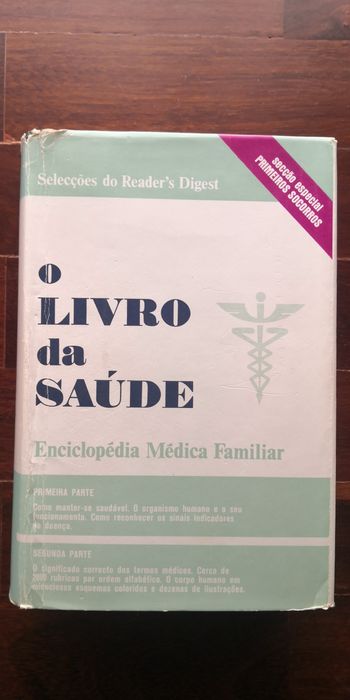 Selecções do Reader's Digest
secção especial
PRIMEIROS SOCORROS
O
LIVRO
da
SAÚDE
Enciclopédia Médica Familiar
PRIMEIRA PARTE
Como manter-se saudável. O organismo humano e o seu
funcionamento. Como reconhecer os sinais indicadores
de doença.
SEGUNDA PARTE
O significado correcto dos termos médicos. Cerca de
2000 rubricas por ordem alfabética. O corpo humano em
minuciosos esquemas coloridos e dezenas de ilustrações.